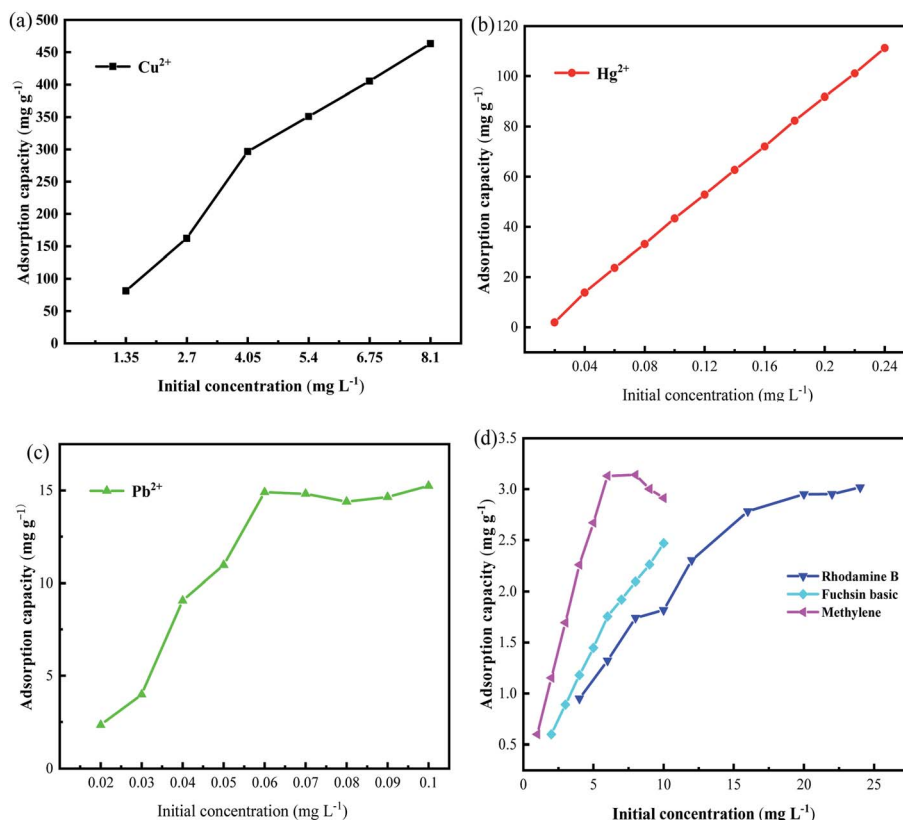 (a)
500
450
400
350
300
250
200
150
100
50
0
Adsorption capacity (mg g⁻¹)
Cu²⁺
1.35 2.7 4.05 5.4 6.75 8.1
Initial concentration (mg L⁻¹)
(b)
120
100
80
60
40
20
0
Adsorption capacity (mg g⁻¹)
Hg²⁺
0.04 0.08 0.12 0.16 0.2 0.24
Initial concentration (mg L⁻¹)
(c)
15
10
5
0
Adsorption capacity (mg g⁻¹)
Pb²⁺
0.02 0.03 0.04 0.05 0.06 0.07 0.08 0.09 0.1
Initial concentration (mg L⁻¹)
(d)
3.5
3.0
2.5
2.0
1.5
1.0
0.5
Adsorption capacity (mg g⁻¹)
Rhodamine B
Fuchsin basic
Methylene
0 5 10 15 20 25
Initial concentration (mg L⁻¹)